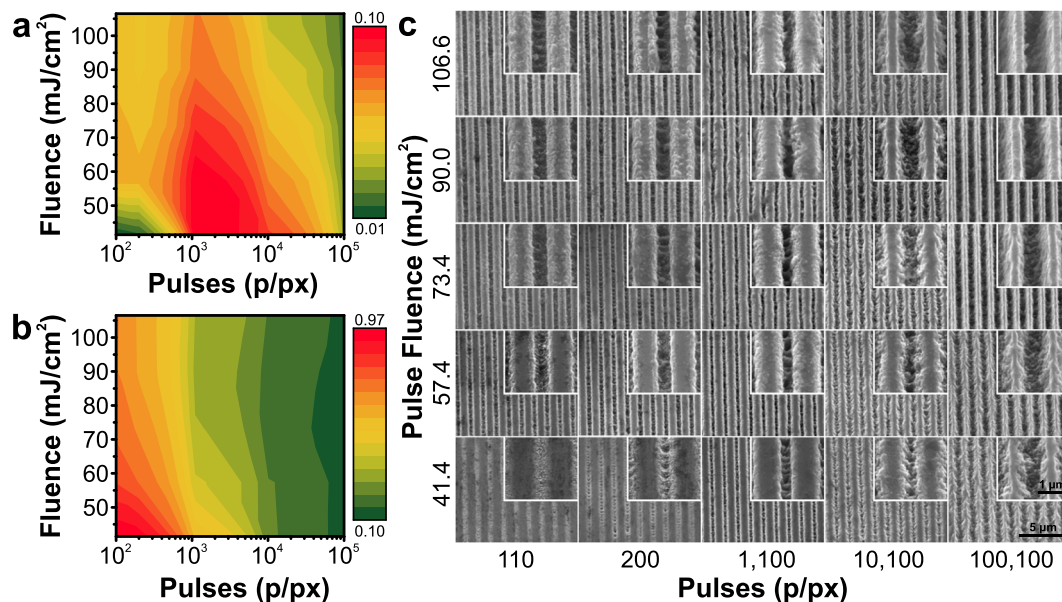 a
Fluence (mJ/cm²)
100
90
80
70
60
50
10² 10³ 10⁴ 10⁵
Pulses (p/px)
0.10
0.01
b
Fluence (mJ/cm²)
100
90
80
70
60
50
10² 10³ 10⁴ 10⁵
Pulses (p/px)
0.97
0.10
c
Pulse Fluence (mJ/cm²)
106.6
90.0
73.4
57.4
41.4
1 µm
5 µm
110 200 1,100 10,100 100,100
Pulses (p/px)